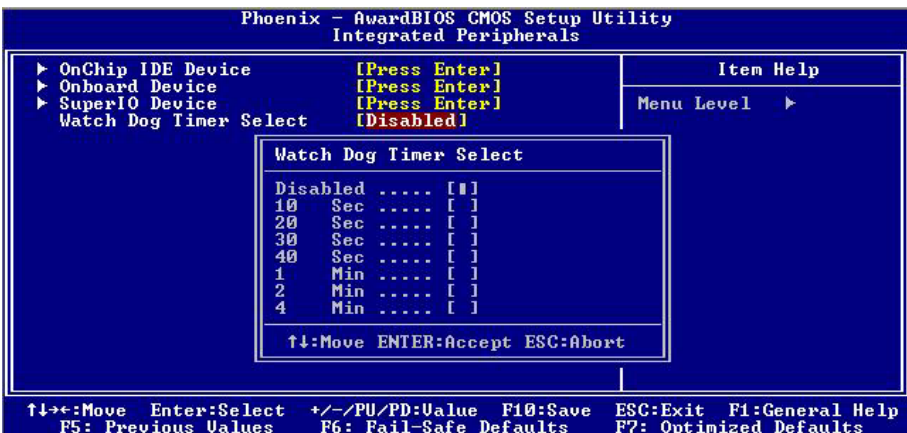 Phoenix - AwardBIOS CMOS Setup Utility
Integrated Peripherals
▶ OnChip IDE Device [Press Enter]
▶ Onboard Device [Press Enter]
▶ SuperIO Device [Press Enter]
Watch Dog Timer Select [Disabled]
Item Help
Menu Level ▶
Watch Dog Timer Select
Disabled ..... [■]
10 Sec ..... [ ]
20 Sec ..... [ ]
30 Sec ..... [ ]
40 Sec ..... [ ]
1 Min ..... [ ]
2 Min ..... [ ]
4 Min ..... [ ]
↑↓:Move ENTER:Accept ESC:Abort
↑↓→←:Move Enter:Select +/-/PU/PD:Value F10:Save ESC:Exit F1:General Help
F5: Previous Values F6: Fail-Safe Defaults F7: Optimized Defaults